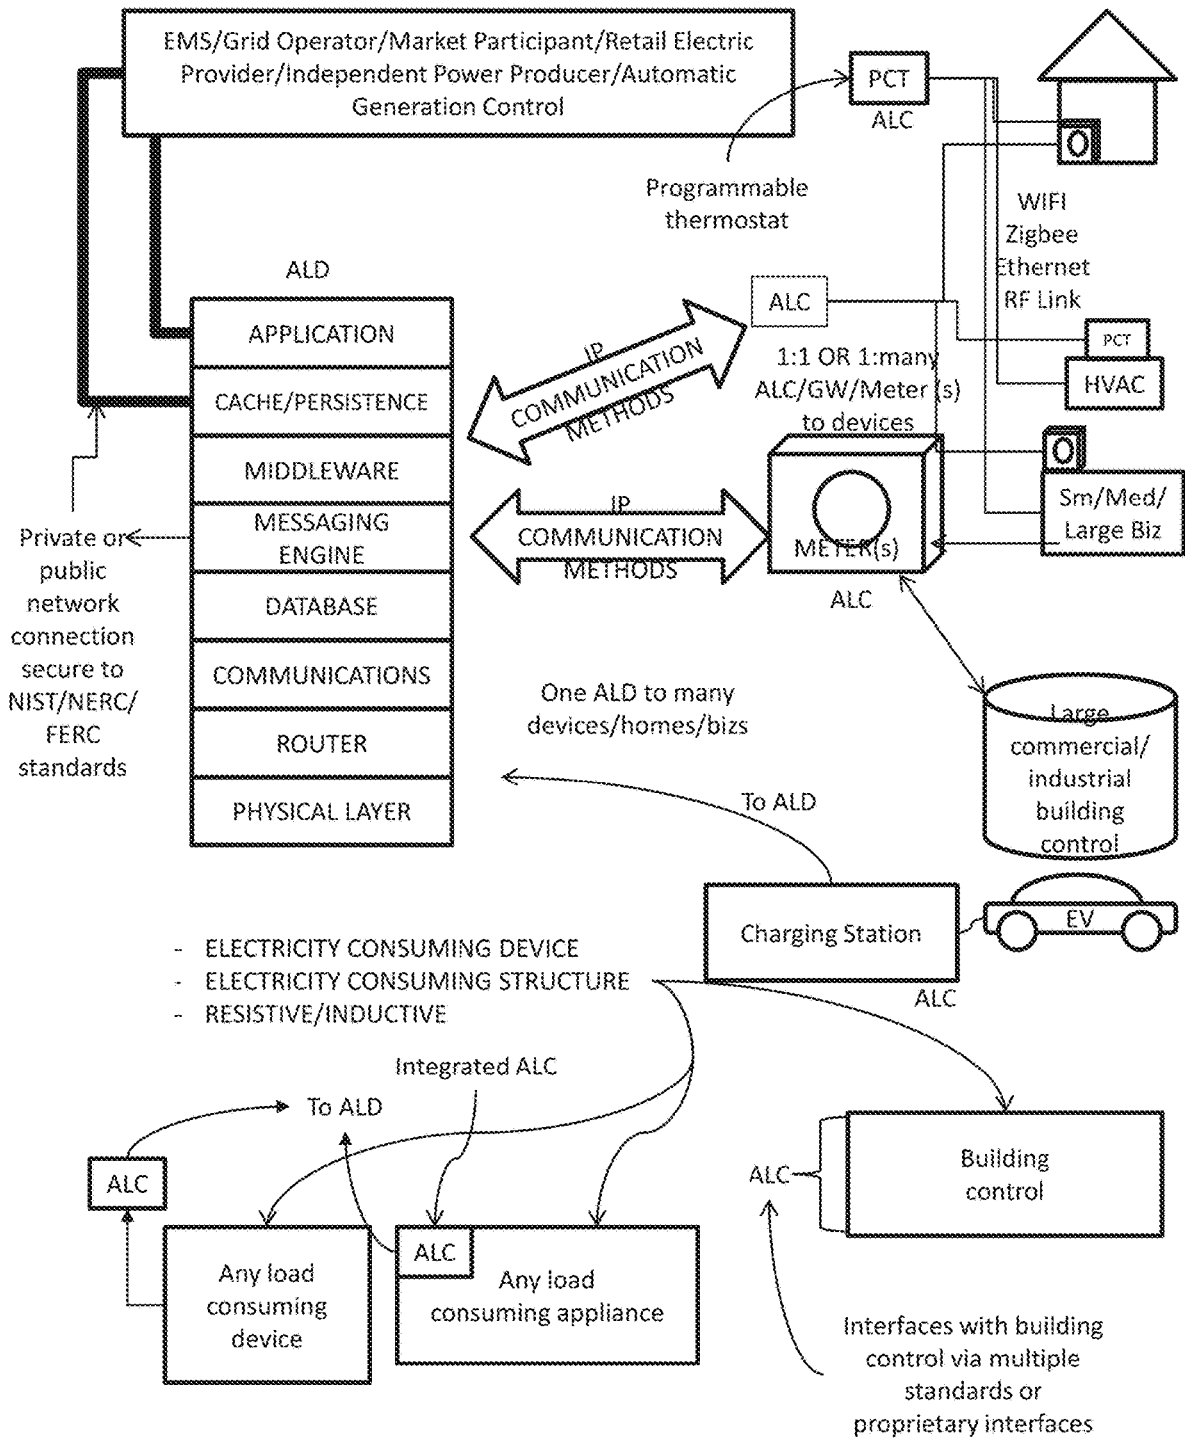 EMS/Grid Operator/Market Participant/Retail Electric
Provider/Independent Power Producer/Automatic
Generation Control
PCT
ALC
Programmable
thermostat
WIFI
Zigbee
Ethernet
RF Link
ALD
APPLICATION
CACHE/PERSISTENCE
MIDDLEWARE
MESSAGING
ENGINE
DATABASE
COMMUNICATIONS
ROUTER
PHYSICAL LAYER
IP
COMMUNICATION
METHODS
ALC
1:1 OR 1:many
ALC/GW/Meter (s)
to devices
PCT
HVAC
IP
COMMUNICATION
METHODS
METER(s)
ALC
Sm/Med/
Large Biz
Private or
public
network
connection
secure to
NIST/NERC/
FERC
standards
One ALD to many
devices/homes/bizs
Large
commercial/
industrial
building
control
To ALD
Charging Station
ALC
EV
- ELECTRICITY CONSUMING DEVICE
- ELECTRICITY CONSUMING STRUCTURE
- RESISTIVE/INDUCTIVE
Integrated ALC
To ALD
ALC
Any load
consuming
device
ALC
Any load
consuming appliance
ALC
Building
control
Interfaces with building
control via multiple
standards or
proprietary interfaces